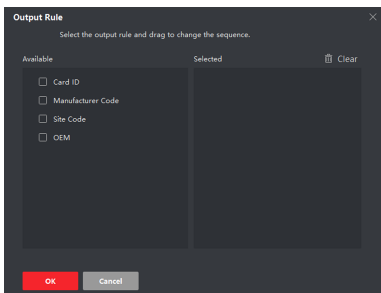 Output Rule
Select the output rule and drag to change the sequence.
Available
Selected
Clear
Card ID
Manufacturer Code
Site Code
OEM
OK
Cancel